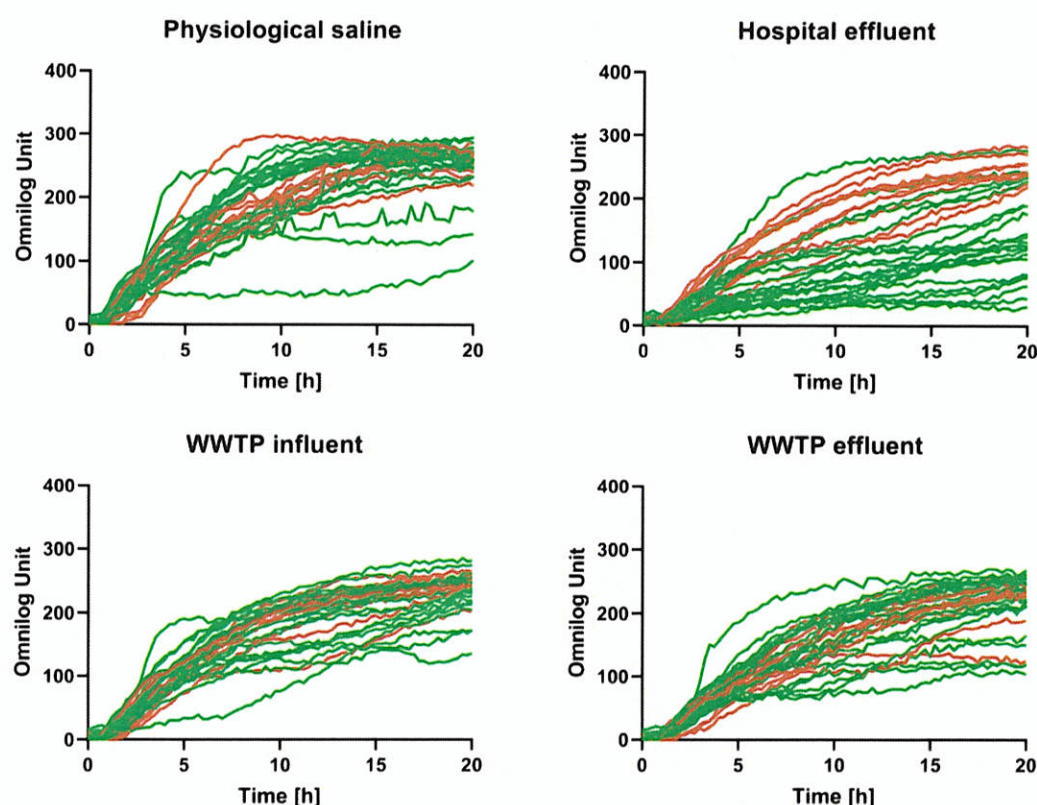 Physiological saline
Hospital effluent
400
300
200
100
0
Omnilog Unit
0 5 10 15 20
Time [h]
400
300
200
100
0
Omnilog Unit
0 5 10 15 20
Time [h]
WWTP influent
WWTP effluent
400
300
200
100
0
Omnilog Unit
0 5 10 15 20
Time [h]
400
300
200
100
0
Omnilog Unit
0 5 10 15 20
Time [h]